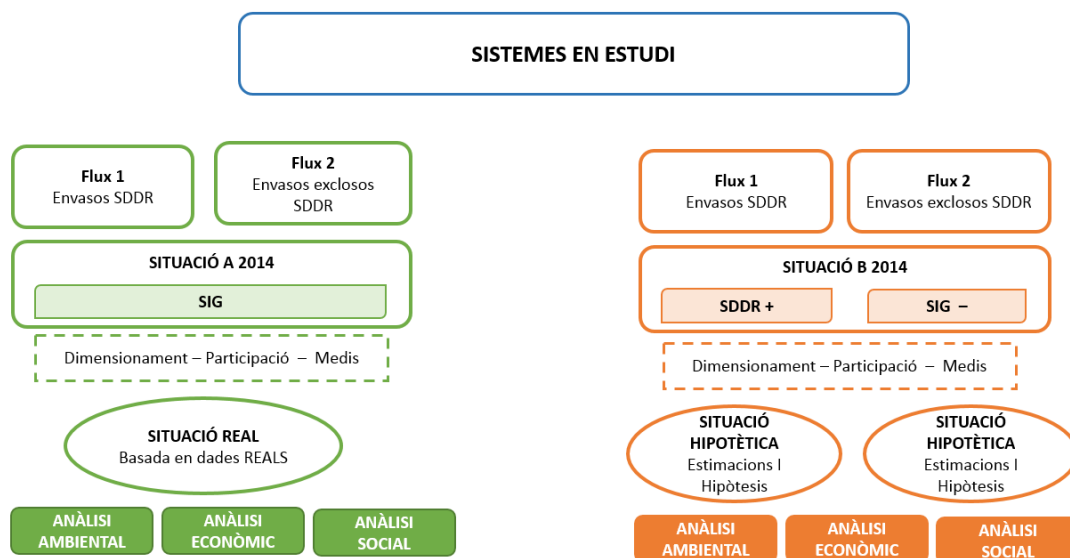 SISTEMES EN ESTUDI
Flux 1
Envasos SDDR
Flux 2
Envasos exclosos
SDDR
SITUACIÓ A 2014
SIG
Dimensionament – Participació – Medis
SITUACIÓ REAL
Basada en dades REALS
ANÀLISI
AMBIENTAL
ANÀLISI
ECONÒMIC
ANÀLISI
SOCIAL
Flux 1
Envasos SDDR
Flux 2
Envasos exclosos SDDR
SITUACIÓ B 2014
SDDR +
SIG –
Dimensionament – Participació – Medis
SITUACIÓ
HIPOTÈTICA
Estimacions I
Hipòtesis
SITUACIÓ
HIPOTÈTICA
Estimacions I
Hipòtesis
ANÀLISI
AMBIENTAL
ANÀLISI
ECONÒMIC
ANÀLISI
SOCIAL